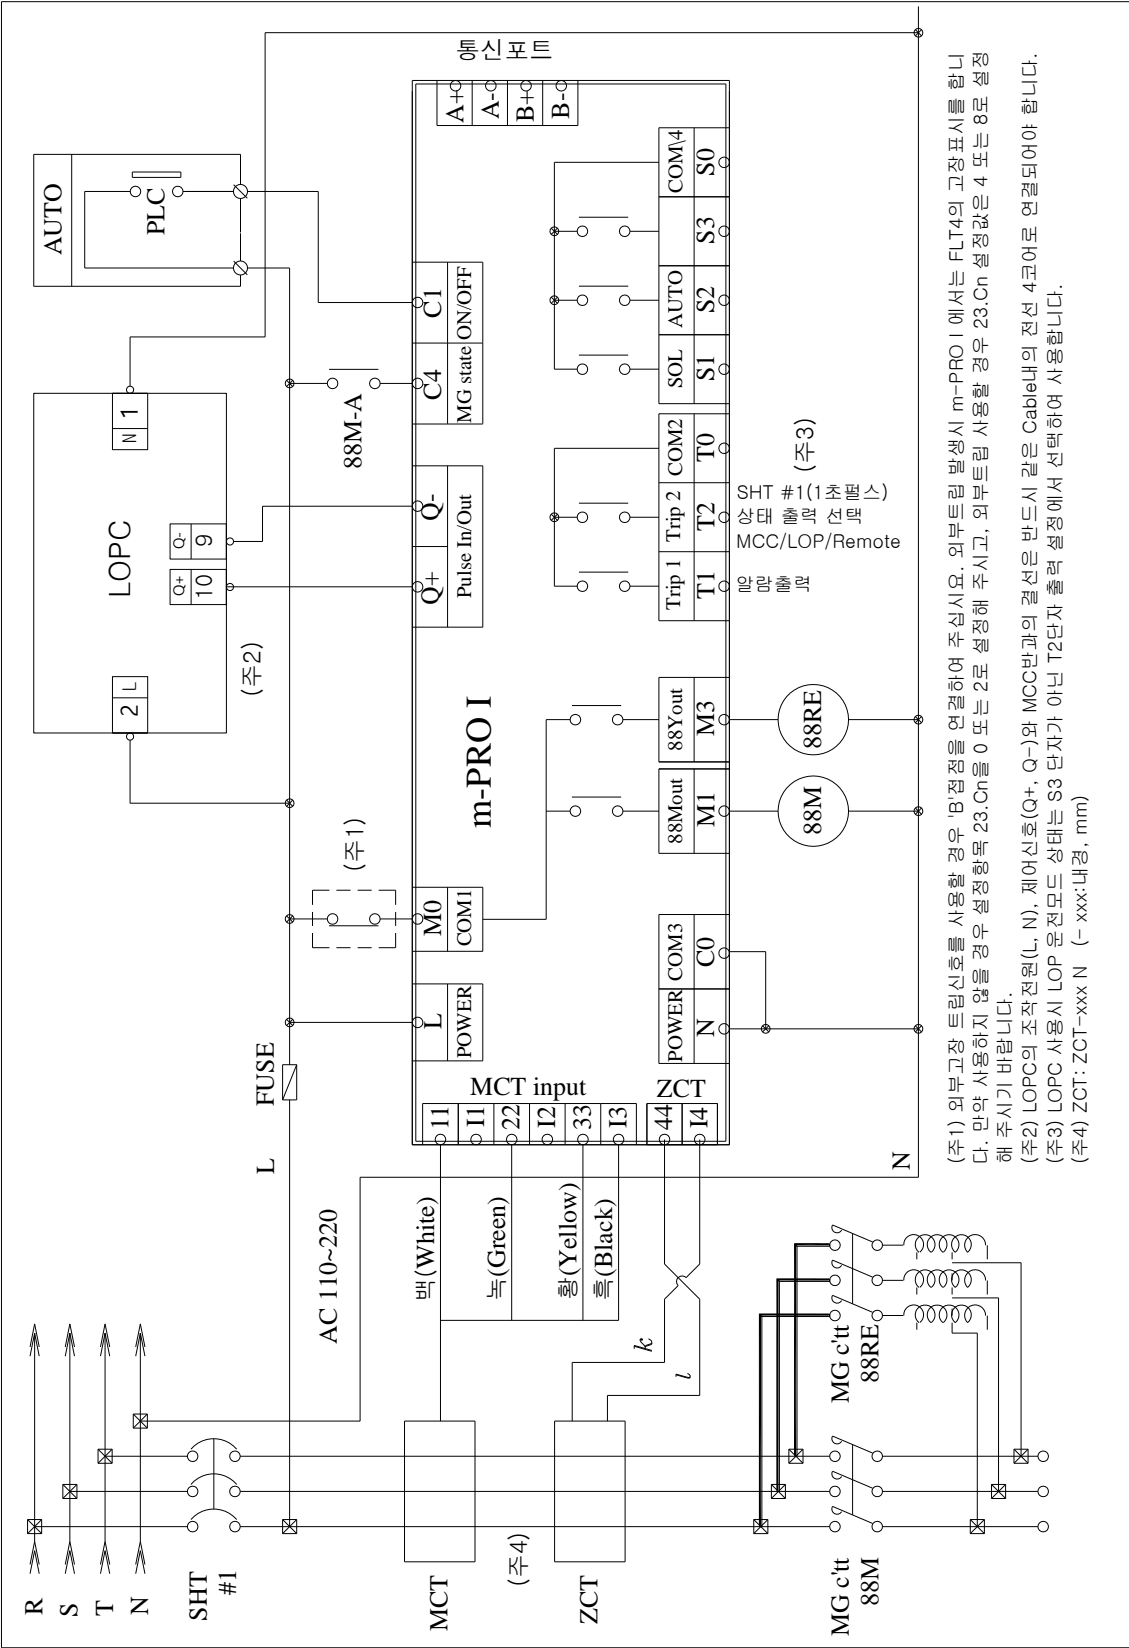 R
S
T
N
SHT
#1
MCT
(주4)
ZCT
MG c'tt
88M
MG c'tt
88RE
AC 110~220
L
FUSE
N
백(White)
녹(Green)
황(Yellow)
흑(Black)
k
l
MCT input
ZCT
11
I1
22
I2
33
I3
44
I4
L
POWER
M0
COM1
(주1)
m-PRO I
Q+
Q-
Pulse In/Out
C4
MG state
C1
ON/OFF
88M-A
통신포트
A+
A-
B+
B-
2
L
LOPC
Q+
10
Q-
9
N
1
(주2)
AUTO
PLC
POWER
N
COM3
C0
88Mout
M1
88Yout
M3
88M
88RE
Trip 1
T1
Trip 2
T2
COM2
T0
SOL
S1
AUTO
S2
S3
COM\4
S0
알람출력
SHT #1(1초펄스)
상태 출력 선택
MCC/LOP/Remote
(주3)
(주1) 외부고장 트립신호를 사용할 경우 'B'접점을 연결하여 주십시요. 외부트립 발생시 m-PRO I 에서는 FLT4의 고장표시를 합니
다. 만약 사용하지 않을 경우 설정항목 23.Cn을 0 또는 2로 설정해 주시고, 외부트립 사용할 경우 23.Cn 설정값은 4 또는 8로 설정
해 주시기 바랍니다.
(주2) LOPC의 조작전원(L, N), 제어신호(Q+, Q-)와 MCC반과의 결선은 반드시 같은 Cable내의 전선 4코어로 연결되어야 합니다.
(주3) LOPC 사용시 LOP 운전모드 상태는 S3 단자가 아닌 T2단자 출력 설정에서 선택하여 사용합니다.
(주4) ZCT: ZCT-xxx N (- xxx:내경, mm)